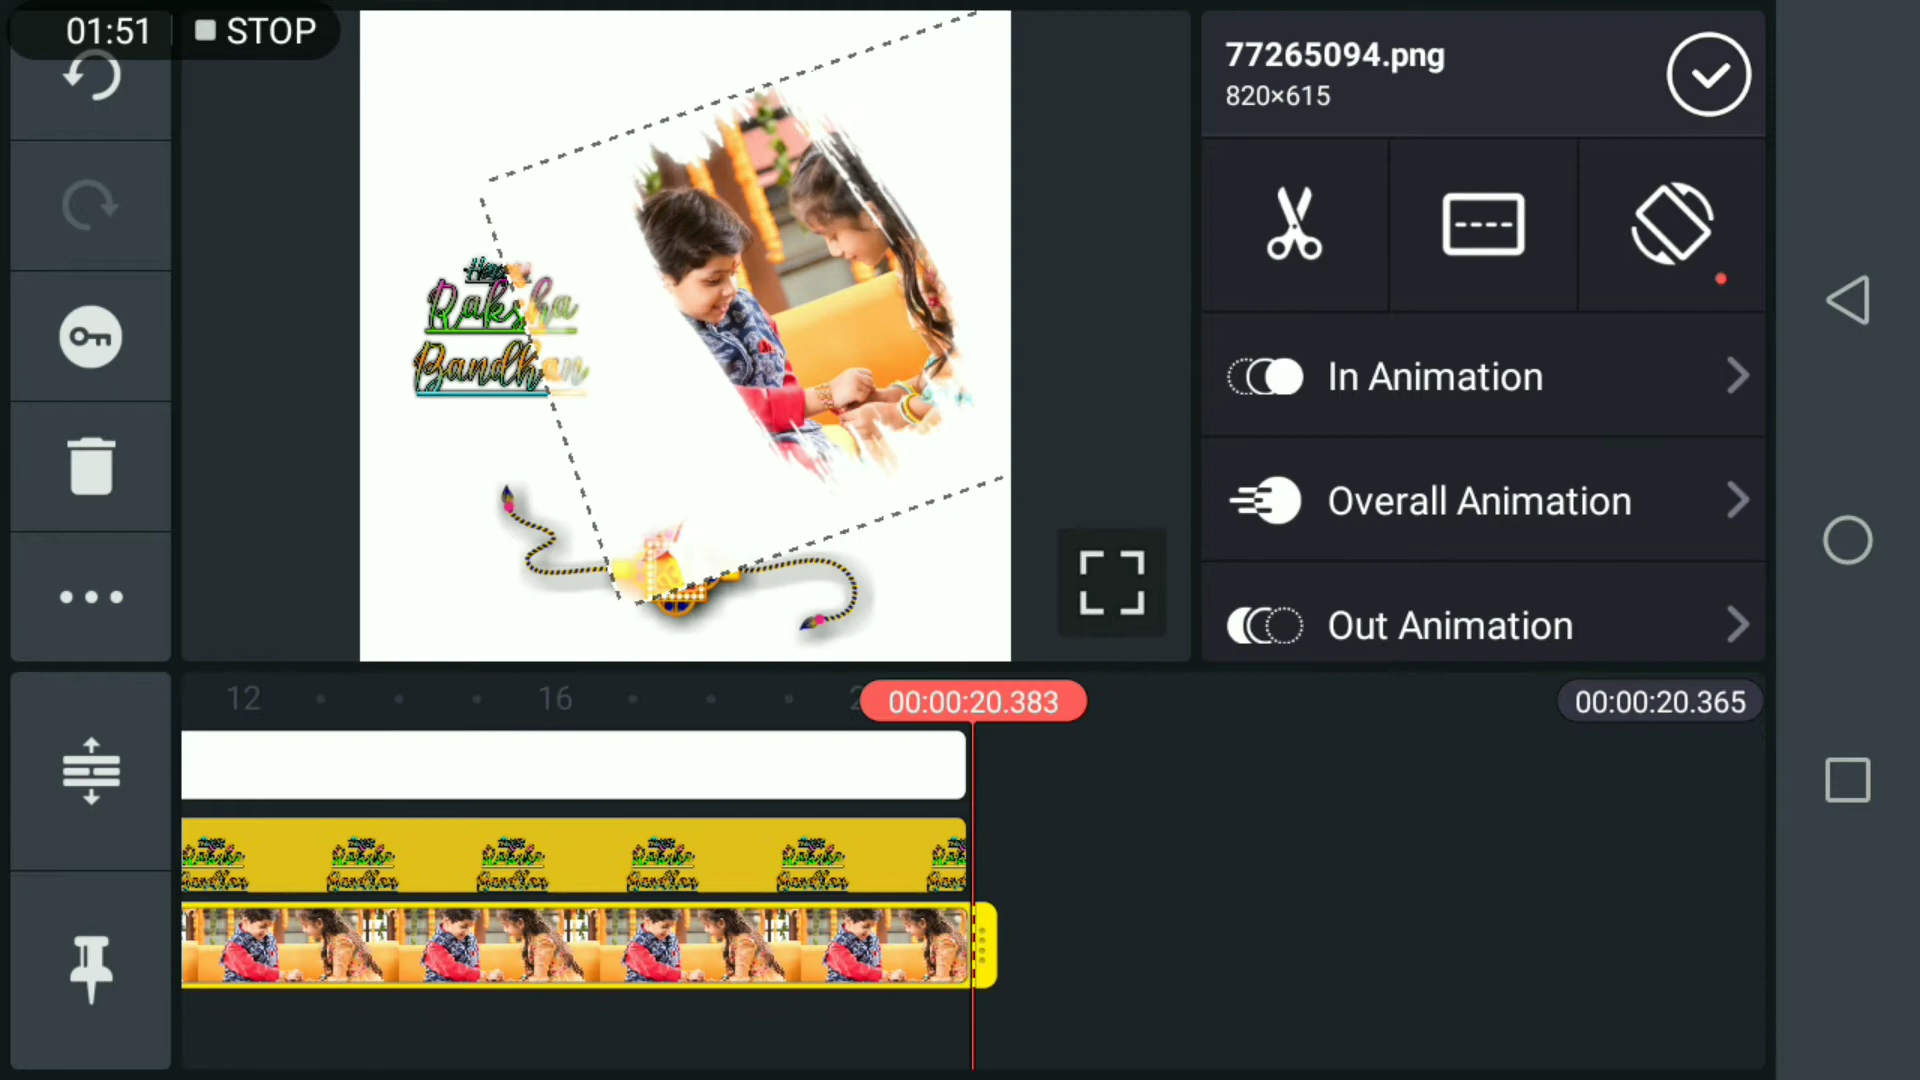 01:51 STOP
77265094.png
820×615
In Animation
Overall Animation
Out Animation
Raksha
Bandhan
12 16
00:00:20.383
00:00:20.365